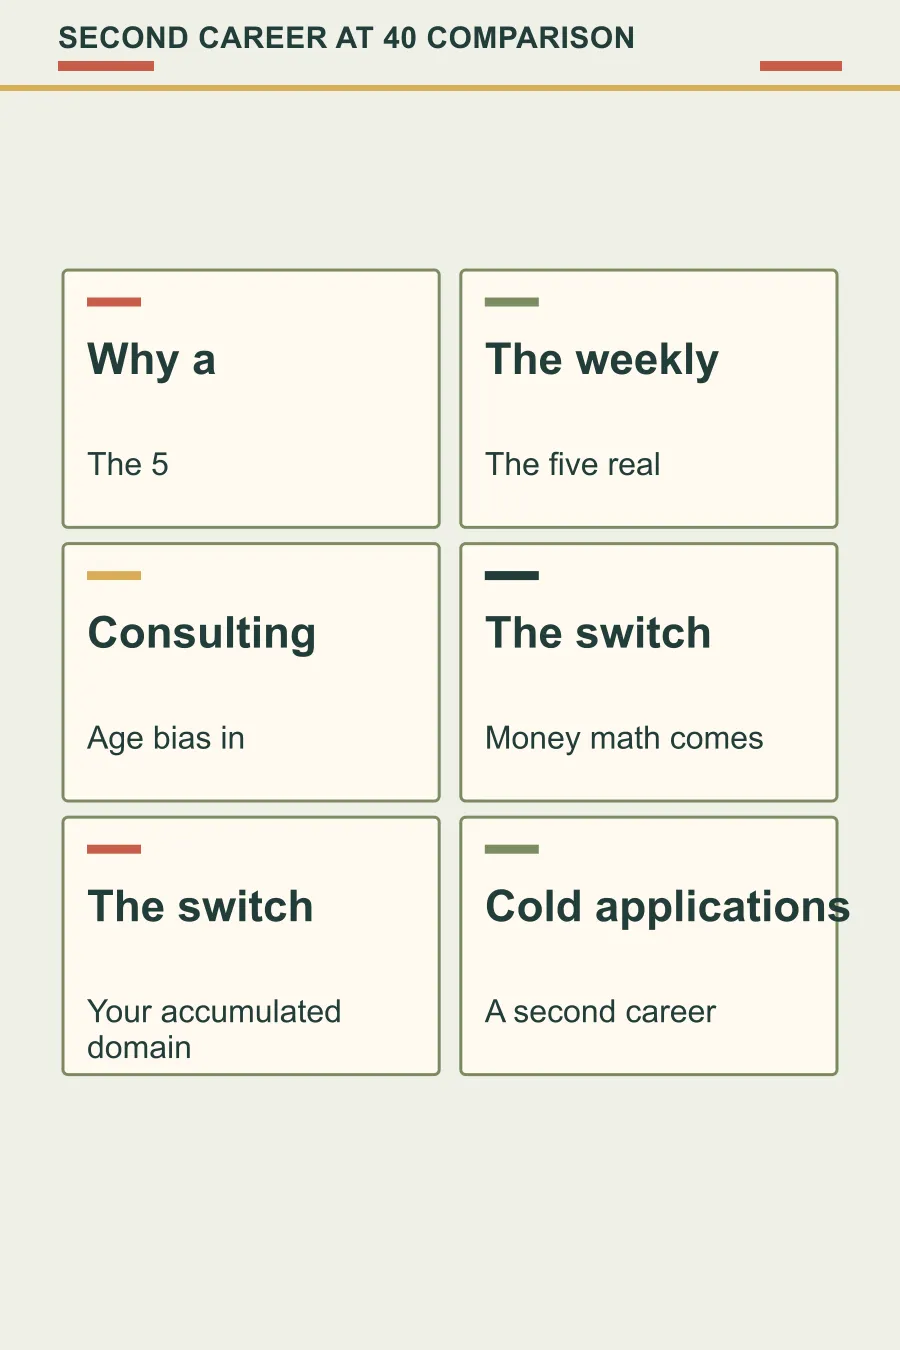 SECOND CAREER AT 40 COMPARISON
Why a
The 5
The weekly
The five real
Consulting
Age bias in
The switch
Money math comes
The switch
Your accumulated
domain
Cold applications
A second career